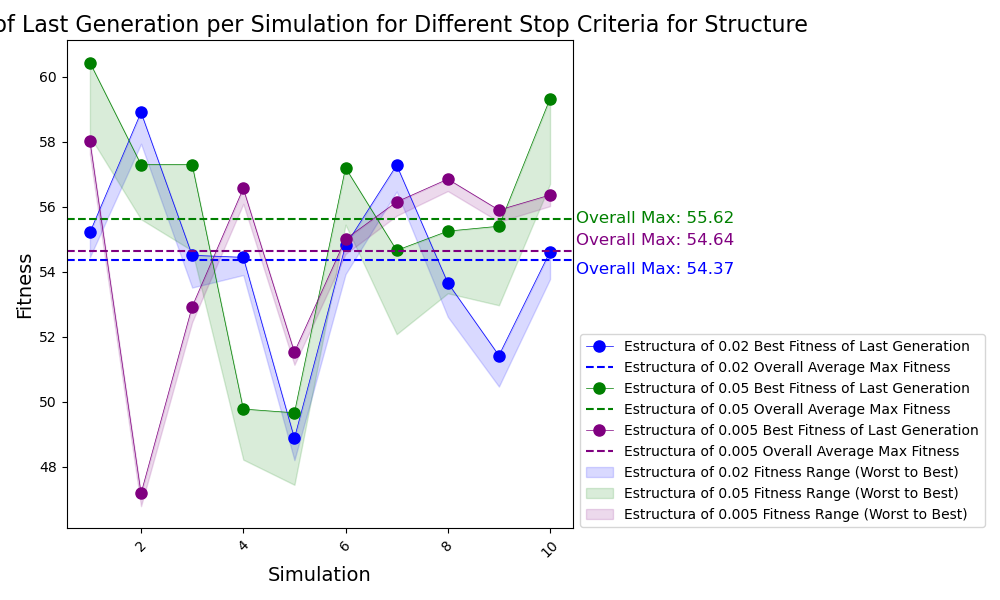 of Last Generation per Simulation for Different Stop Criteria for Structure
Fitness
60
58
56
54
52
50
48
2
4
6
8
10
Simulation
Overall Max: 55.62
Overall Max: 54.64
Overall Max: 54.37
Estructura of 0.02 Best Fitness of Last Generation
Estructura of 0.02 Overall Average Max Fitness
Estructura of 0.05 Best Fitness of Last Generation
Estructura of 0.05 Overall Average Max Fitness
Estructura of 0.005 Best Fitness of Last Generation
Estructura of 0.005 Overall Average Max Fitness
Estructura of 0.02 Fitness Range (Worst to Best)
Estructura of 0.05 Fitness Range (Worst to Best)
Estructura of 0.005 Fitness Range (Worst to Best)